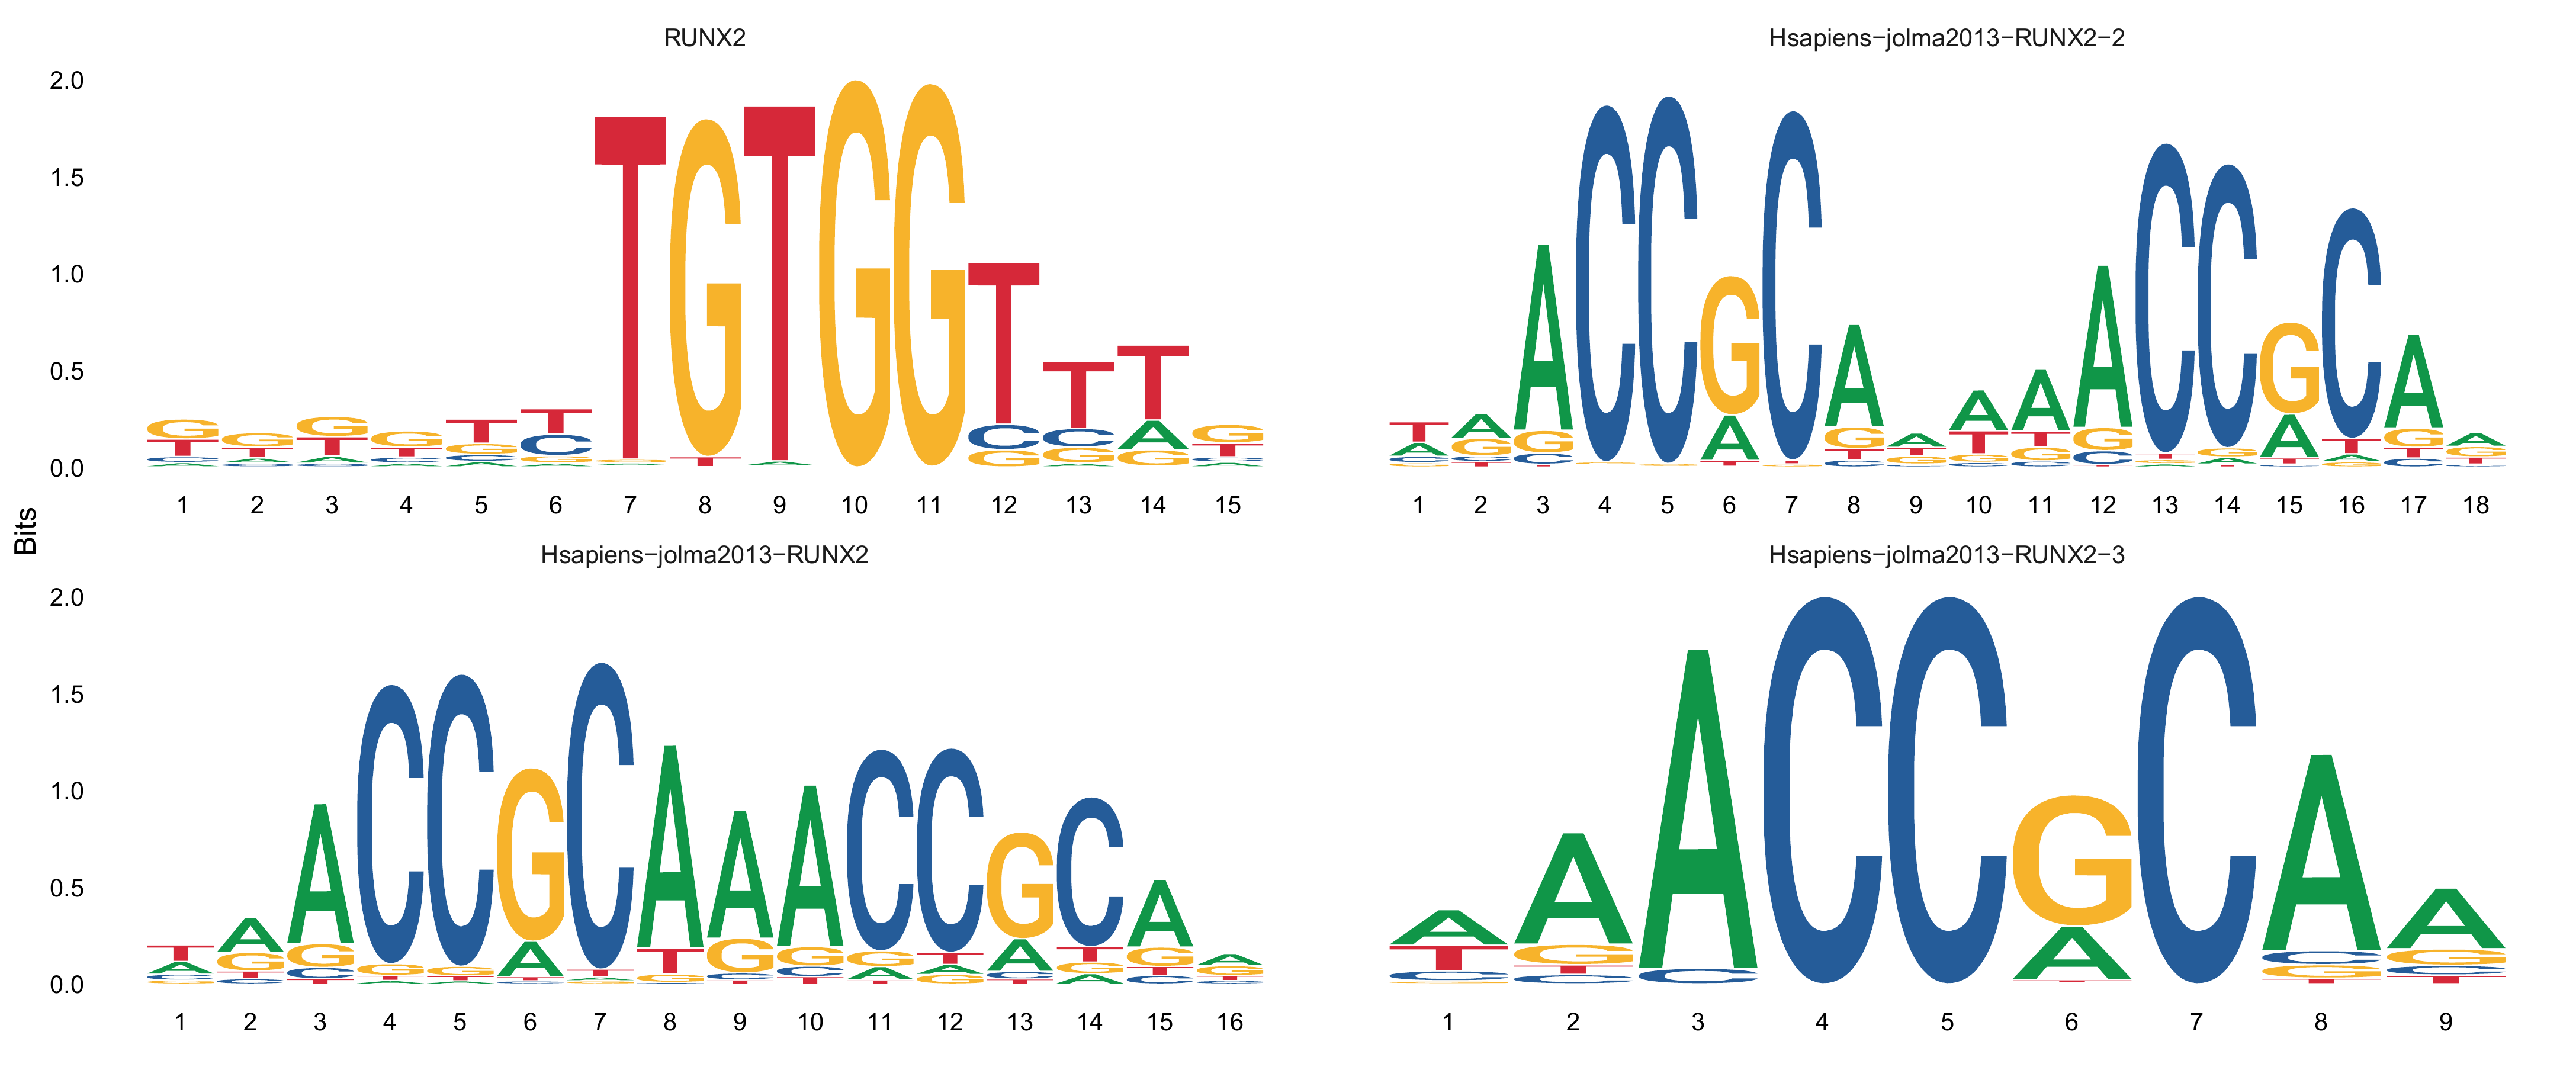 RUNX2
Hsapiens−jolma2013−RUNX2−2
2.0
1.5
1.0
0.5
0.0
1 2 3 4 5 6 7 8 9 10 11 12 13 14 15
1 2 3 4 5 6 7 8 9 10 11 12 13 14 15 16 17 18
Bits
Hsapiens−jolma2013−RUNX2
Hsapiens−jolma2013−RUNX2−3
2.0
1.5
1.0
0.5
0.0
1 2 3 4 5 6 7 8 9 10 11 12 13 14 15 16
1 2 3 4 5 6 7 8 9